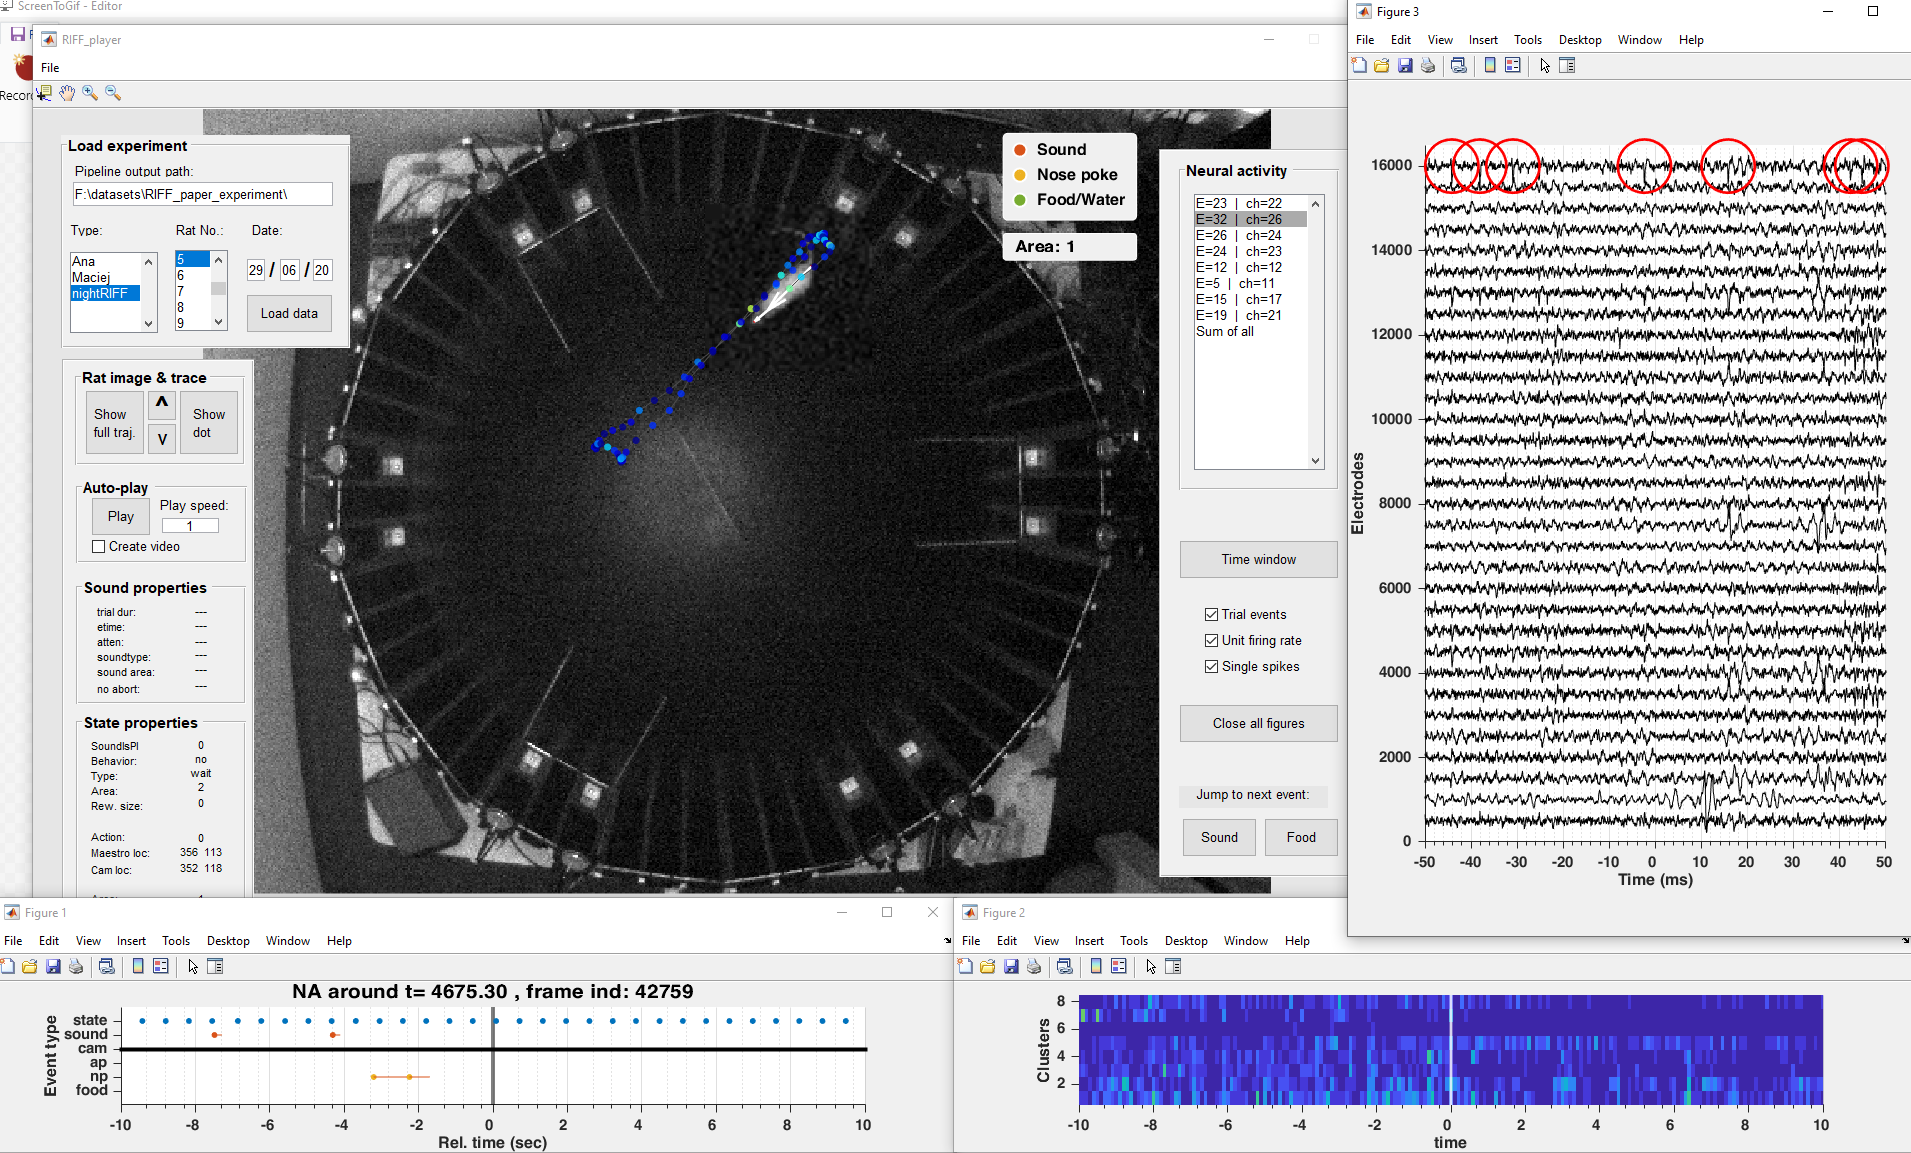 ScreenToGif - Editor
RIFF_player
File
Load experiment
Pipeline output path:
F:\datasets\RIFF_paper_experiment\
Type: Rat No.: Date:
Ana
Maciej
nightRIFF
5
6
7
8
9
29 / 06 / 20
Load data
Rat image & trace
Show full traj.
^
v
Show dot
Auto-play
Play
Play speed:
1
Create video
Sound properties
trial dur: ---
etime: ---
atten: ---
soundtype: ---
sound area: ---
no abort: ---
State properties
SoundIsPl 0
Behavior: no
Type: wait
Area: 2
Rew. size: 0
Action: 0
Maestro loc: 356 113
Cam loc: 352 118
Sound
Nose poke
Food/Water
Area: 1
Neural activity
E=23 | ch=22
E=32 | ch=26
E=26 | ch=24
E=24 | ch=23
E=12 | ch=12
E=5 | ch=11
E=15 | ch=17
E=19 | ch=21
Sum of all
Time window
Trial events
Unit firing rate
Single spikes
Close all figures
Jump to next event:
Sound
Food
Figure 3
File Edit View Insert Tools Desktop Window Help
16000
14000
12000
10000
8000
6000
4000
2000
0
Electrodes
-50 -40 -30 -20 -10 0 10 20 30 40 50
Time (ms)
Figure 1
File Edit View Insert Tools Desktop Window Help
NA around t= 4675.30 , frame ind: 42759
Event type
state
sound
cam
ap
np
food
-10 -8 -6 -4 -2 0 2 4 6 8 10
Rel. time (sec)
Figure 2
File Edit View Insert Tools Desktop Window Help
Clusters
8
6
4
2
-10 -8 -6 -4 -2 0 2 4 6 8 10
time